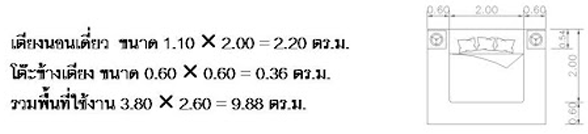 เตียงนอนเดี่ยว ขนาด 1.10 × 2.00 = 2.20 ตร.ม.
โต๊ะข้างเตียง ขนาด 0.60 × 0.60 = 0.36 ตร.ม.
รวมพื้นที่ใช้งาน 3.80 × 2.60 = 9.88 ตร.ม.
0.60 2.00 0.60
0.54
2.00
0.60